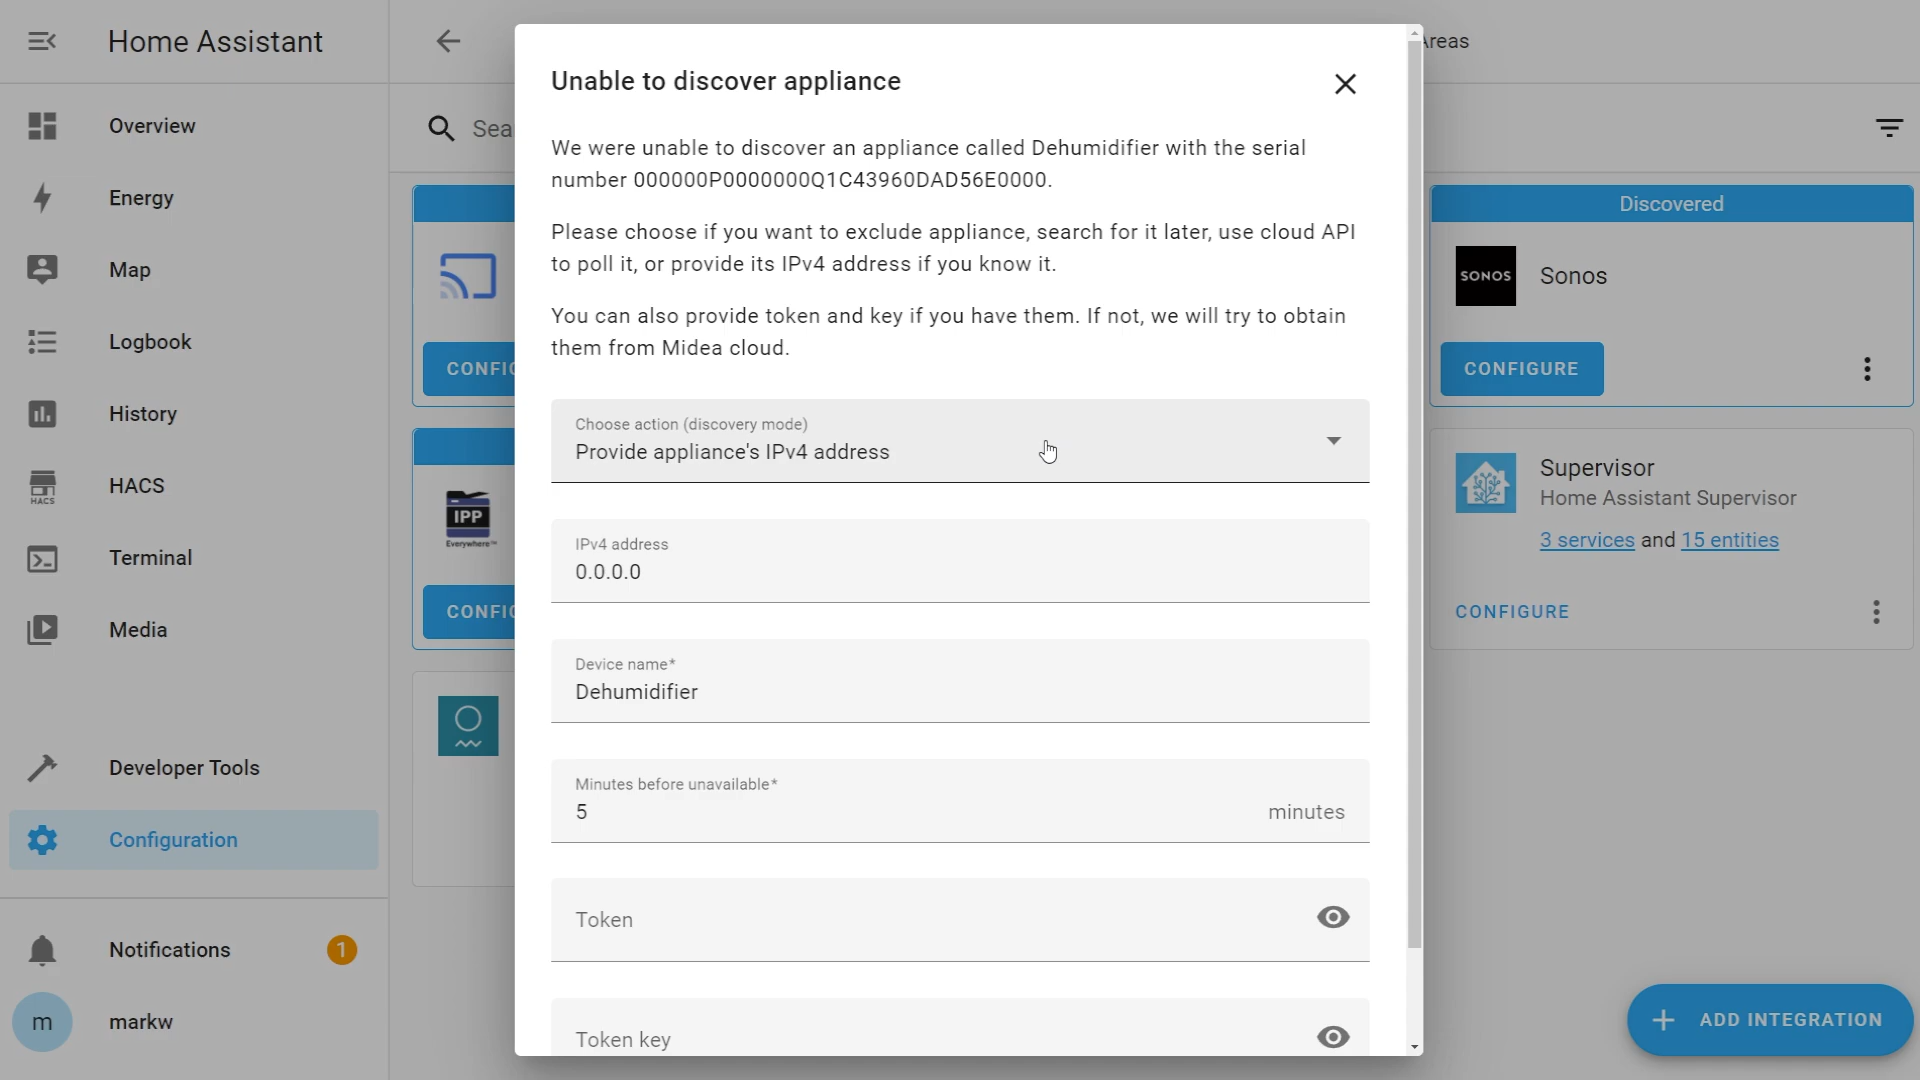 Home Assistant
Overview
Energy
Map
Logbook
History
HACS
HACS
Terminal
Media
Developer Tools
Configuration
Notifications
1
m
markw
Sea
CONFIG
IPP
Everywhere™
CONFIG
Unable to discover appliance
We were unable to discover an appliance called Dehumidifier with the serial
number 000000P0000000Q1C43960DAD56E0000.
Please choose if you want to exclude appliance, search for it later, use cloud API
to poll it, or provide its IPv4 address if you know it.
You can also provide token and key if you have them. If not, we will try to obtain
them from Midea cloud.
Choose action (discovery mode)
Provide appliance's IPv4 address
IPv4 address
0.0.0.0
Device name*
Dehumidifier
Minutes before unavailable*
5
minutes
Token
Token key
Areas
Discovered
SONOS
Sonos
CONFIGURE
Supervisor
Home Assistant Supervisor
3 services and 15 entities
CONFIGURE
ADD INTEGRATION